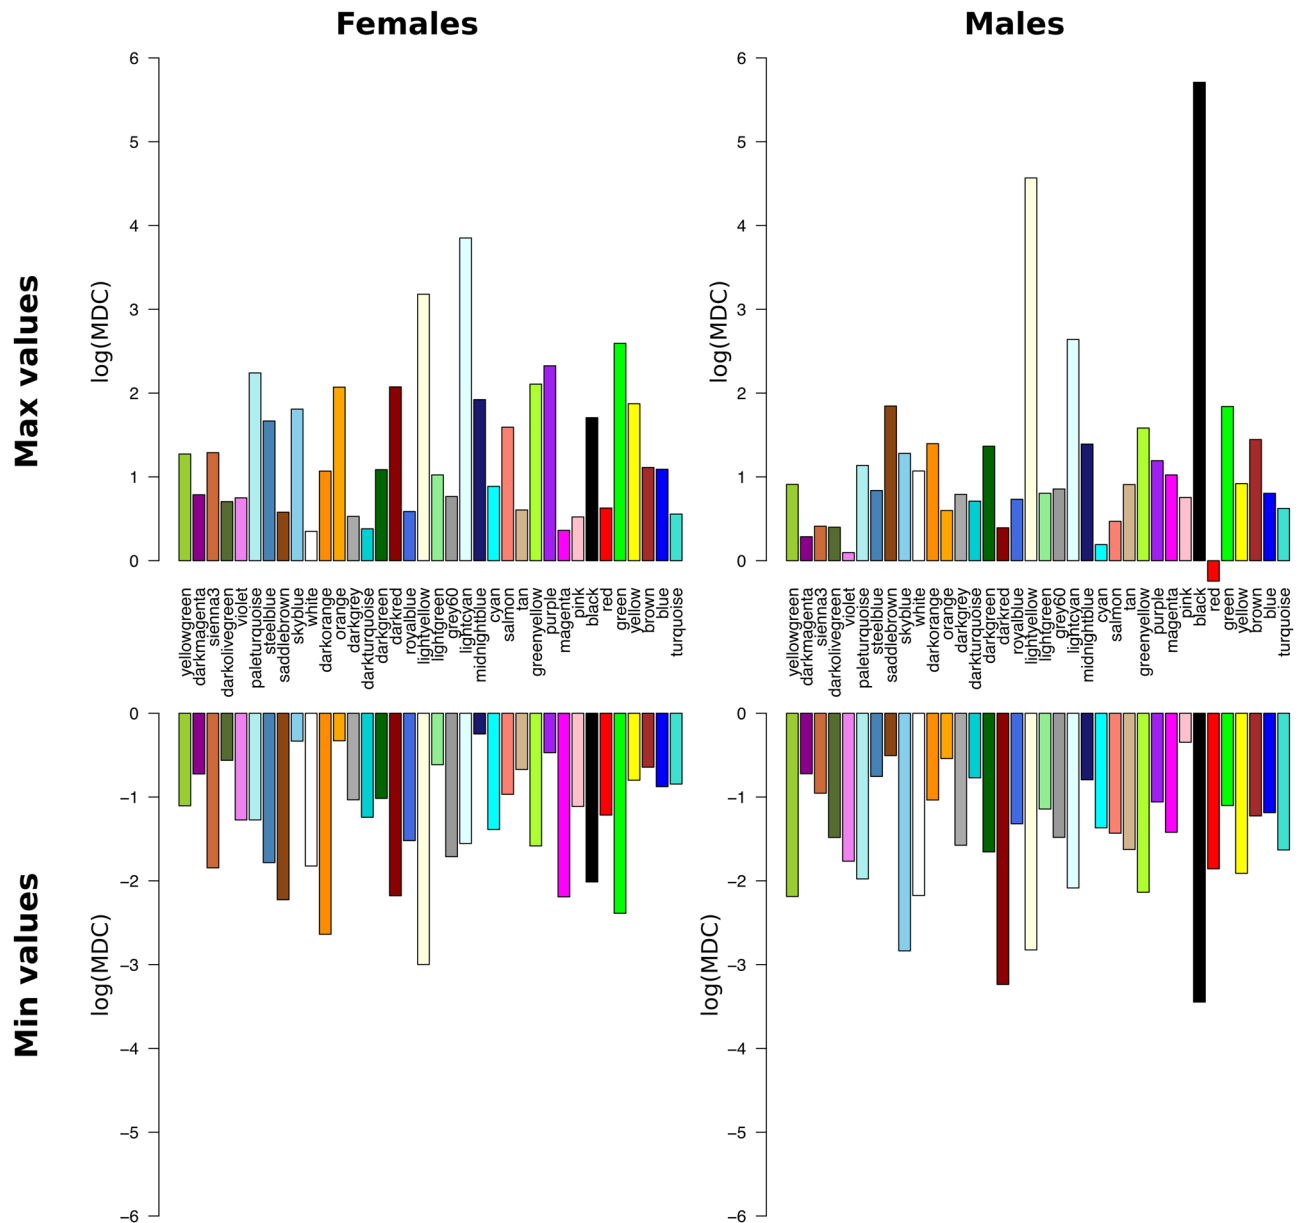 Females
Males
Max values
log(MDC)
6
5
4
3
2
1
0
yellowgreen
darkmagenta
sienna3
darkolivegreen
violet
paleturquoise
steelblue
saddlebrown
skyblue
white
darkorange
orange
darkgrey
darkturquoise
darkgreen
darkred
royalblue
lightyellow
lightgreen
grey60
lightcyan
midnightblue
cyan
salmon
tan
greenyellow
purple
magenta
pink
black
red
green
yellow
brown
blue
turquoise
log(MDC)
6
5
4
3
2
1
0
yellowgreen
darkmagenta
sienna3
darkolivegreen
violet
paleturquoise
steelblue
saddlebrown
skyblue
white
darkorange
orange
darkgrey
darkturquoise
darkgreen
darkred
royalblue
lightyellow
lightgreen
grey60
lightcyan
midnightblue
cyan
salmon
tan
greenyellow
purple
magenta
pink
black
red
green
yellow
brown
blue
turquoise
Min values
log(MDC)
0
−1
−2
−3
−4
−5
−6
log(MDC)
0
−1
−2
−3
−4
−5
−6